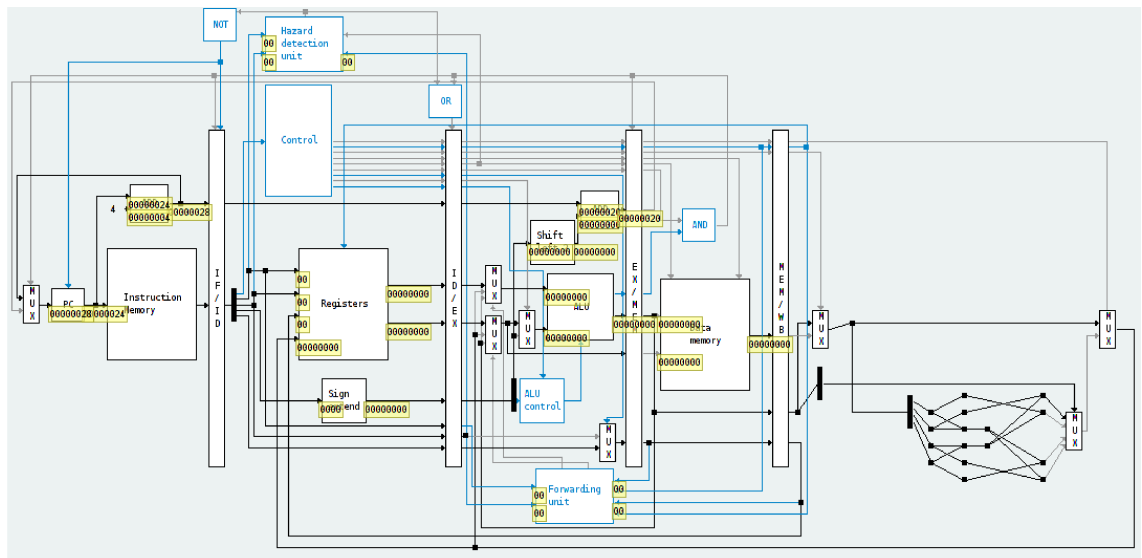 NOT
Hazard
detection
unit
00
00
00
OR
Control
4
00000024
00000004
00000028
I
F
/
I
D
I
D
/
E
X
M
E
M
/
W
B
0000000
00000020
AND
Shift
00000000
00000000
M
U
X
PC
00000028
Instruction
Memory
Registers
00
00
00
00000000
00000000
00000000
M
U
X
M
U
X
M
U
X
ALU
00000000
00000000
00000000
00000000
00000000
memory
00000000
M
U
X
M
U
X
Sign
0000
00000000
ALU
control
M
U
X
M
U
X
Forwarding
unit
00
00
00
00